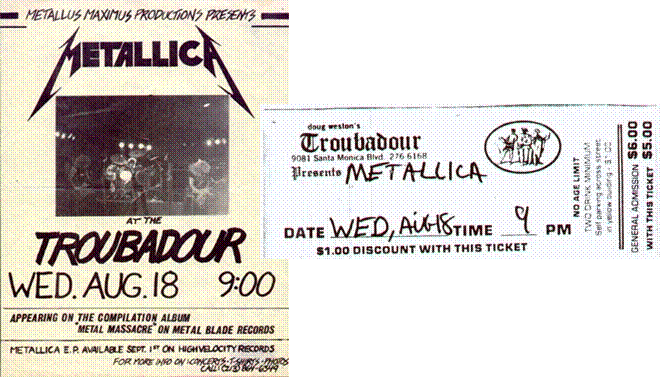 METALLUS MAXIMUS PRODUCTIONS PRESENTS
METALLICA
AT THE
TROUBADOUR
WED. AUG. 18 9:00
APPEARING ON THE COMPILATION ALBUM
"METAL MASSACRE" ON METAL BLADE RECORDS
METALLICA E.P. AVAILABLE SEPT. 1ST ON HIGH VELOCITY RECORDS
FOR MORE INFO ON CONCERTS-T-SHIRTS-PHOTOS
CALL: (213) 864-6349
doug weston's
Troubadour
9081 Santa Monica Blvd. 276-6168
Presents METALLICA
DATE WED, AUG 18 TIME 9 PM
$1.00 DISCOUNT WITH THIS TICKET
NO AGE LIMIT
TWO DRINK MINIMUM
Self parking across street
in yellow building - $1.00
GENERAL ADMISSION $6.00
WITH THIS TICKET $5.00